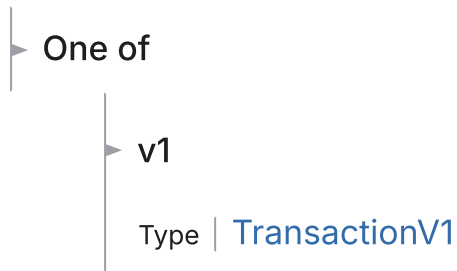 One of
v1
Type TransactionV1